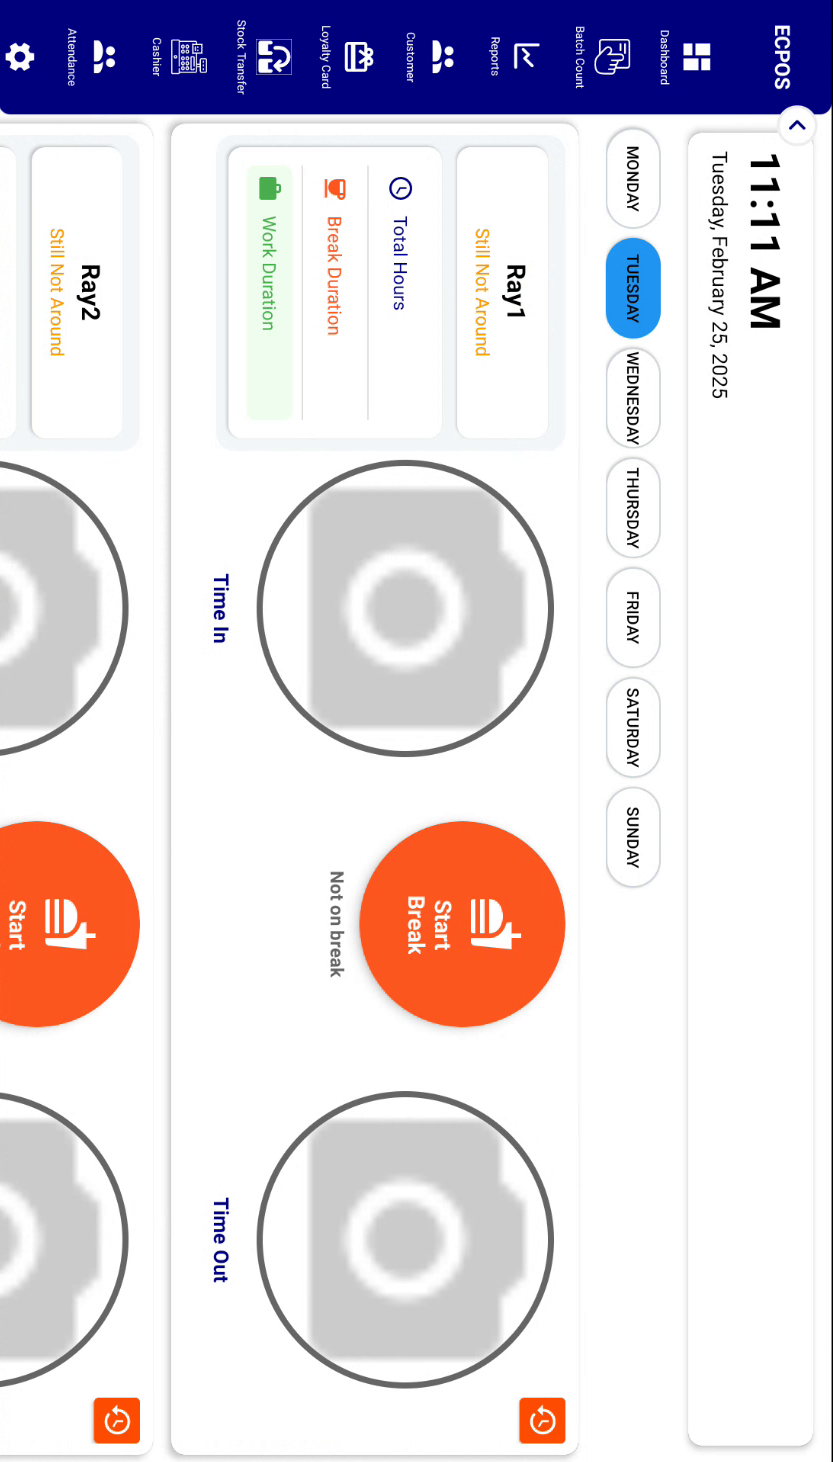 ECPOS
Dashboard
Batch Count
Reports
Customer
Loyalty Card
Stock Transfer
Cashier
Attendance
11:11 AM
Tuesday, February 25, 2025
MONDAY
TUESDAY
WEDNESDAY
THURSDAY
FRIDAY
SATURDAY
SUNDAY
Ray1
Still Not Around
Total Hours
Break Duration
Work Duration
Time In
Start
Break
Not on break
Time Out
Ray2
Still Not Around
Start